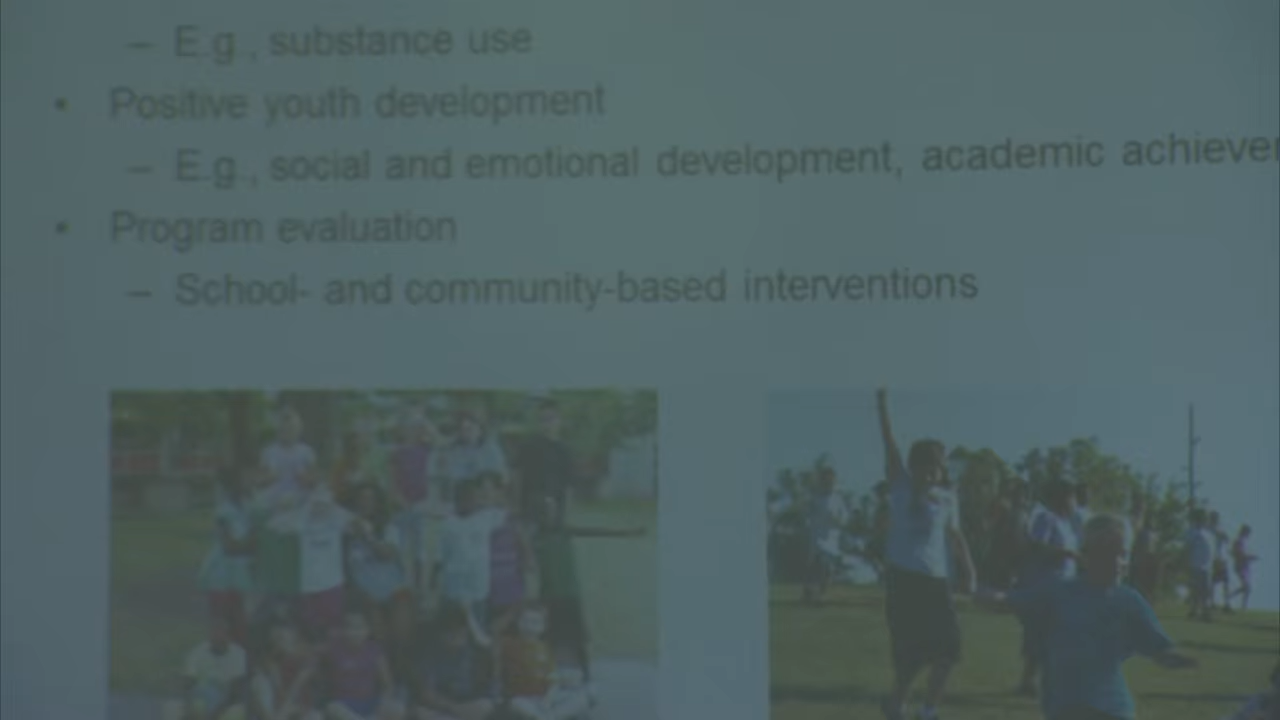 – E.g., substance use
• Positive youth development
– E.g., social and emotional development, academic achiever
• Program evaluation
– School- and community-based interventions